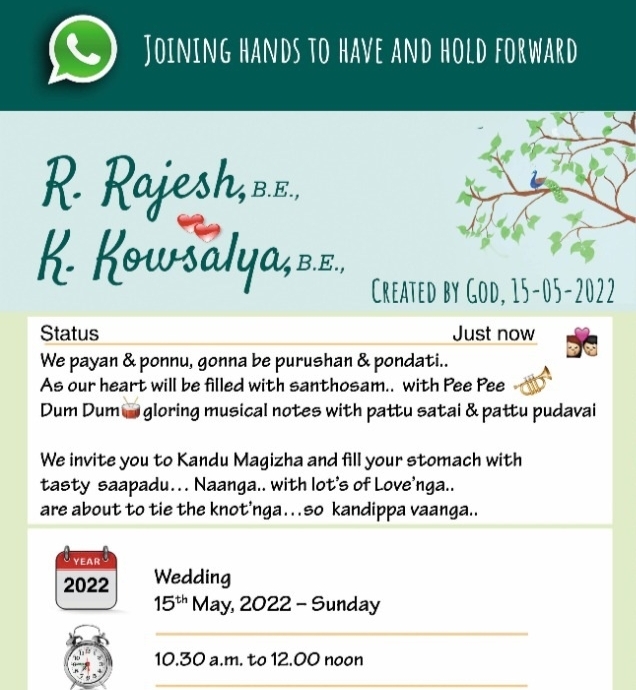 Joining hands to have and hold forward
R. Rajesh, B.E.,
K. Kowsalya, B.E.,
Created by God, 15-05-2022
Status Just now
We payan & ponnu, gonna be purushan & pondati..
As our heart will be filled with santhosam.. with Pee Pee
Dum Dum gloring musical notes with pattu satai & pattu pudavai
We invite you to Kandu Magizha and fill your stomach with
tasty saapadu... Naanga.. with lot's of Love'nga..
are about to tie the knot'nga...so kandippa vaanga..
YEAR
2022
Wedding
15th May, 2022 – Sunday
10.30 a.m. to 12.00 noon